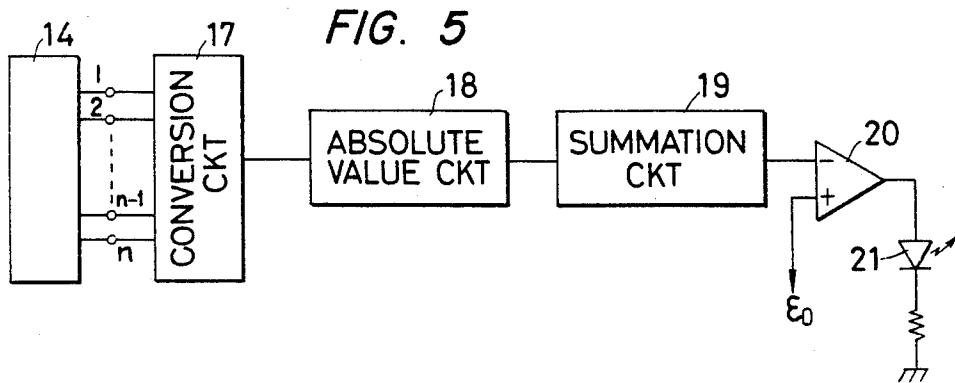 FIG. 5
14
17
18
19
20
1
2
n-1
n
CONVERSION
CKT
ABSOLUTE
VALUE CKT
SUMMATION
CKT
−
+
21
ε0